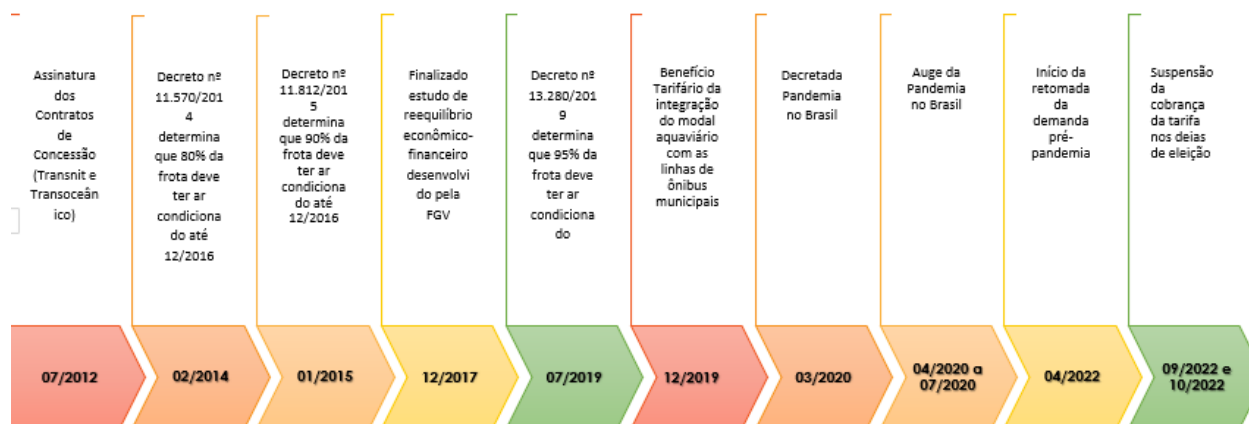 Assinatura
dos
Contratos
de
Concessão
(Transnit e
Transoceân
ico)
Decreto nº
11.570/201
4
determina
que 80% da
frota deve
ter ar
condiciona
do até
12/2016
Decreto nº
11.812/201
5
determina
que 90% da
frota deve
ter ar
condiciona
do até
12/2016
Finalizado
estudo de
reequilíbrio
econômico-
financeiro
desenvolvi
do pela
FGV
Decreto nº
13.280/201
9
determina
que 95% da
frota deve
ter ar
condiciona
do
Benefício
Tarifário da
integração
do modal
aquaviário
com as
linhas de
ônibus
municipais
Decretada
Pandemia
no Brasil
Auge da
Pandemia
no Brasil
Início da
retomada
da
demanda
pré-
pandemia
Suspensão
da
cobrança
da tarifa
nos deias
de eleição
07/2012
02/2014
01/2015
12/2017
07/2019
12/2019
03/2020
04/2020 a
07/2020
04/2022
09/2022 e
10/2022